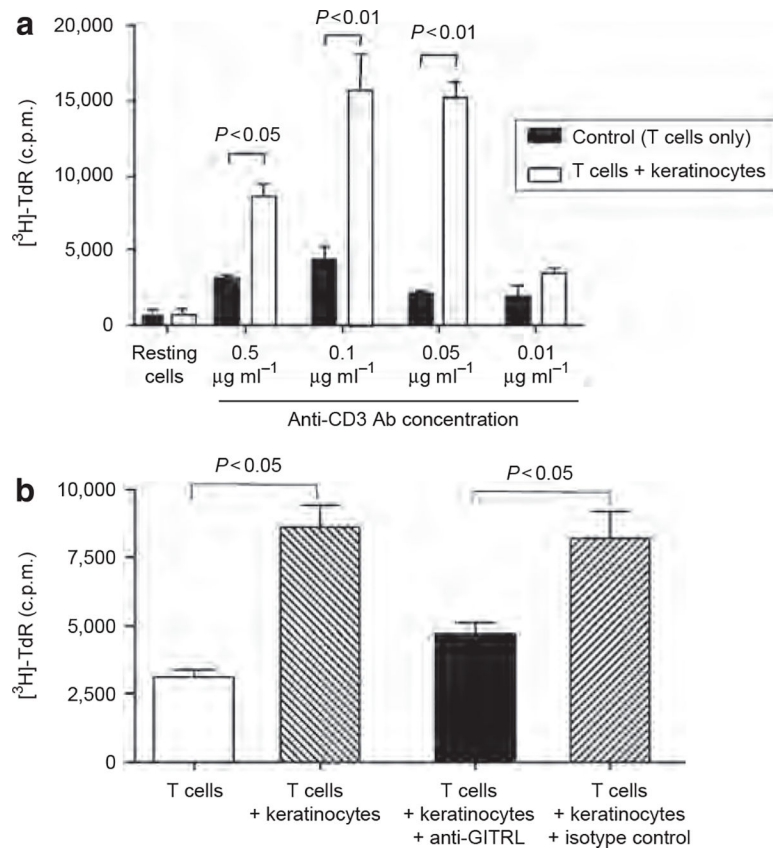 a
P < 0.05
P < 0.01
P < 0.01
20,000
15,000
10,000
5,000
0
[³H]-TdR (c.p.m.)
Control (T cells only)
T cells + keratinocytes
Resting cells
0.5 µg ml⁻¹
0.1 µg ml⁻¹
0.05 µg ml⁻¹
0.01 µg ml⁻¹
Anti-CD3 Ab concentration
b
P < 0.05
P < 0.05
10,000
7,500
5,000
2,500
0
[³H]-TdR (c.p.m.)
T cells
T cells
+ keratinocytes
T cells
+ keratinocytes
+ anti-GITRL
T cells
+ keratinocytes
+ isotype control